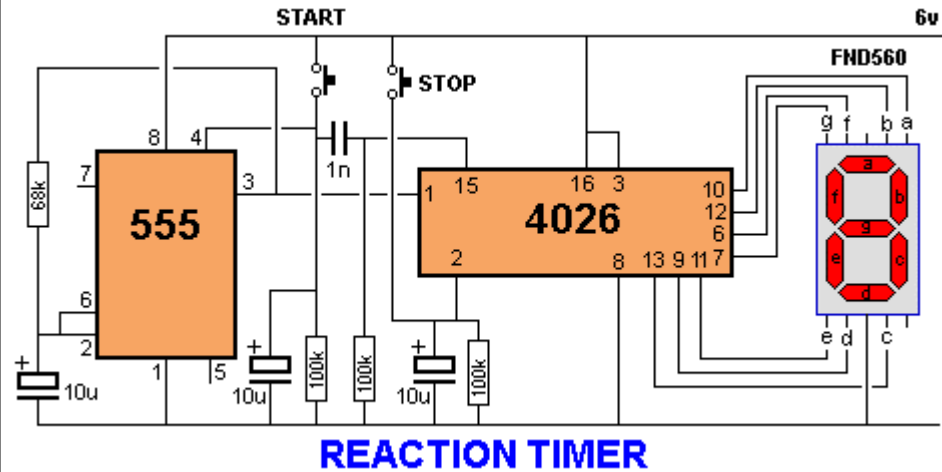 START
6v
FND560
STOP
g f b a
8 4
1n
7
3
68k
555
1 15 16 3 10
4026
12
6
2 8 13 9 11 7
a
f b
g
e c
d
6
2
1 5
+
10u
+
10u
100k
100k
+
10u
100k
e d c
REACTION TIMER